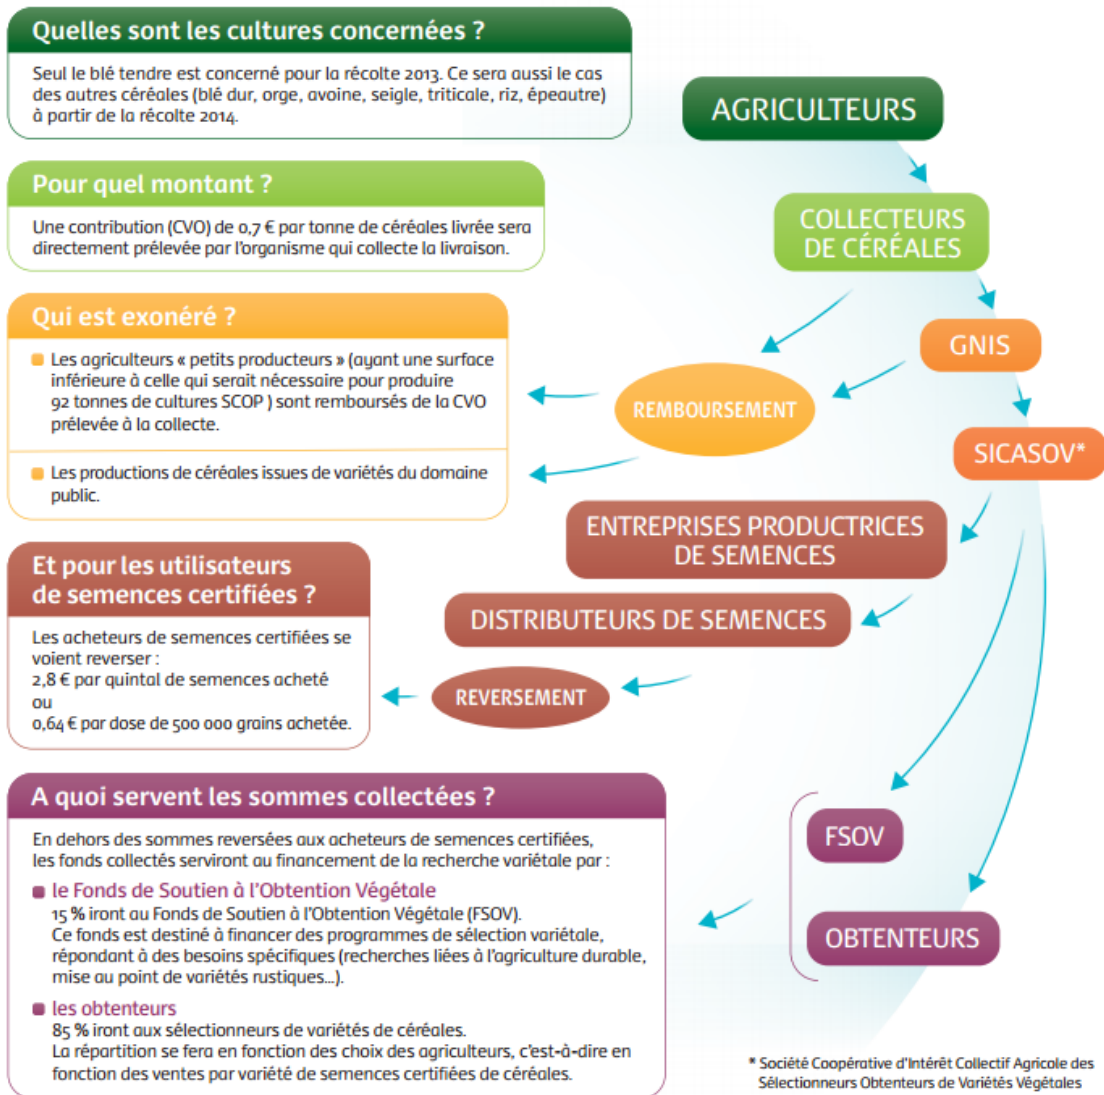 Quelles sont les cultures concernées ?
Seul le blé tendre est concerné pour la récolte 2013. Ce sera aussi le cas
des autres céréales (blé dur, orge, avoine, seigle, triticale, riz, épeautre)
à partir de la récolte 2014.
AGRICULTEURS
Pour quel montant ?
Une contribution (CVO) de 0,7 € par tonne de céréales livrée sera
directement prélevée par l'organisme qui collecte la livraison.
COLLECTEURS
DE CÉRÉALES
Qui est exonéré ?
Les agriculteurs « petits producteurs » (ayant une surface
inférieure à celle qui serait nécessaire pour produire
92 tonnes de cultures SCOP ) sont remboursés de la CVO
prélevée à la collecte.
Les productions de céréales issues de variétés du domaine
public.
GNIS
REMBOURSEMENT
SICASOV*
ENTREPRISES PRODUCTRICES
DE SEMENCES
Et pour les utilisateurs
de semences certifiées ?
Les acheteurs de semences certifiées se
voient reverser :
2,8 € par quintal de semences acheté
ou
0,64 € par dose de 500 000 grains achetée.
DISTRIBUTEURS DE SEMENCES
REVERSEMENT
A quoi servent les sommes collectées ?
En dehors des sommes reversées aux acheteurs de semences certifiées,
les fonds collectés serviront au financement de la recherche variétale par :
le Fonds de Soutien à l'Obtention Végétale
15 % iront au Fonds de Soutien à l'Obtention Végétale (FSOV).
Ce fonds est destiné à financer des programmes de sélection variétale,
répondant à des besoins spécifiques (recherches liées à l'agriculture durable,
mise au point de variétés rustiques...).
les obtenteurs
85 % iront aux sélectionneurs de variétés de céréales.
La répartition se fera en fonction des choix des agriculteurs, c'est-à-dire en
fonction des ventes par variété de semences certifiées de céréales.
FSOV
OBTENTEURS
* Société Coopérative d'Intérêt Collectif Agricole des
Sélectionneurs Obtenteurs de Variétés Végétales